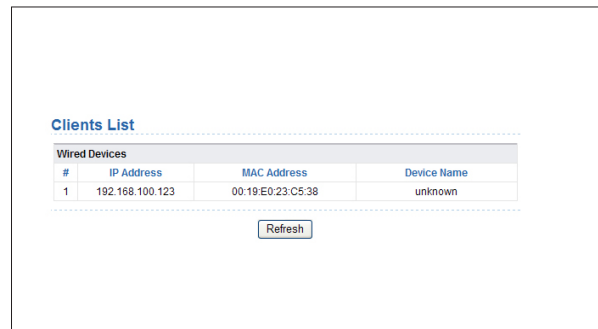 Clients List
Wired Devices
# IP Address MAC Address Device Name
1 192.168.100.123 00:19:E0:23:C5:38 unknown
Refresh